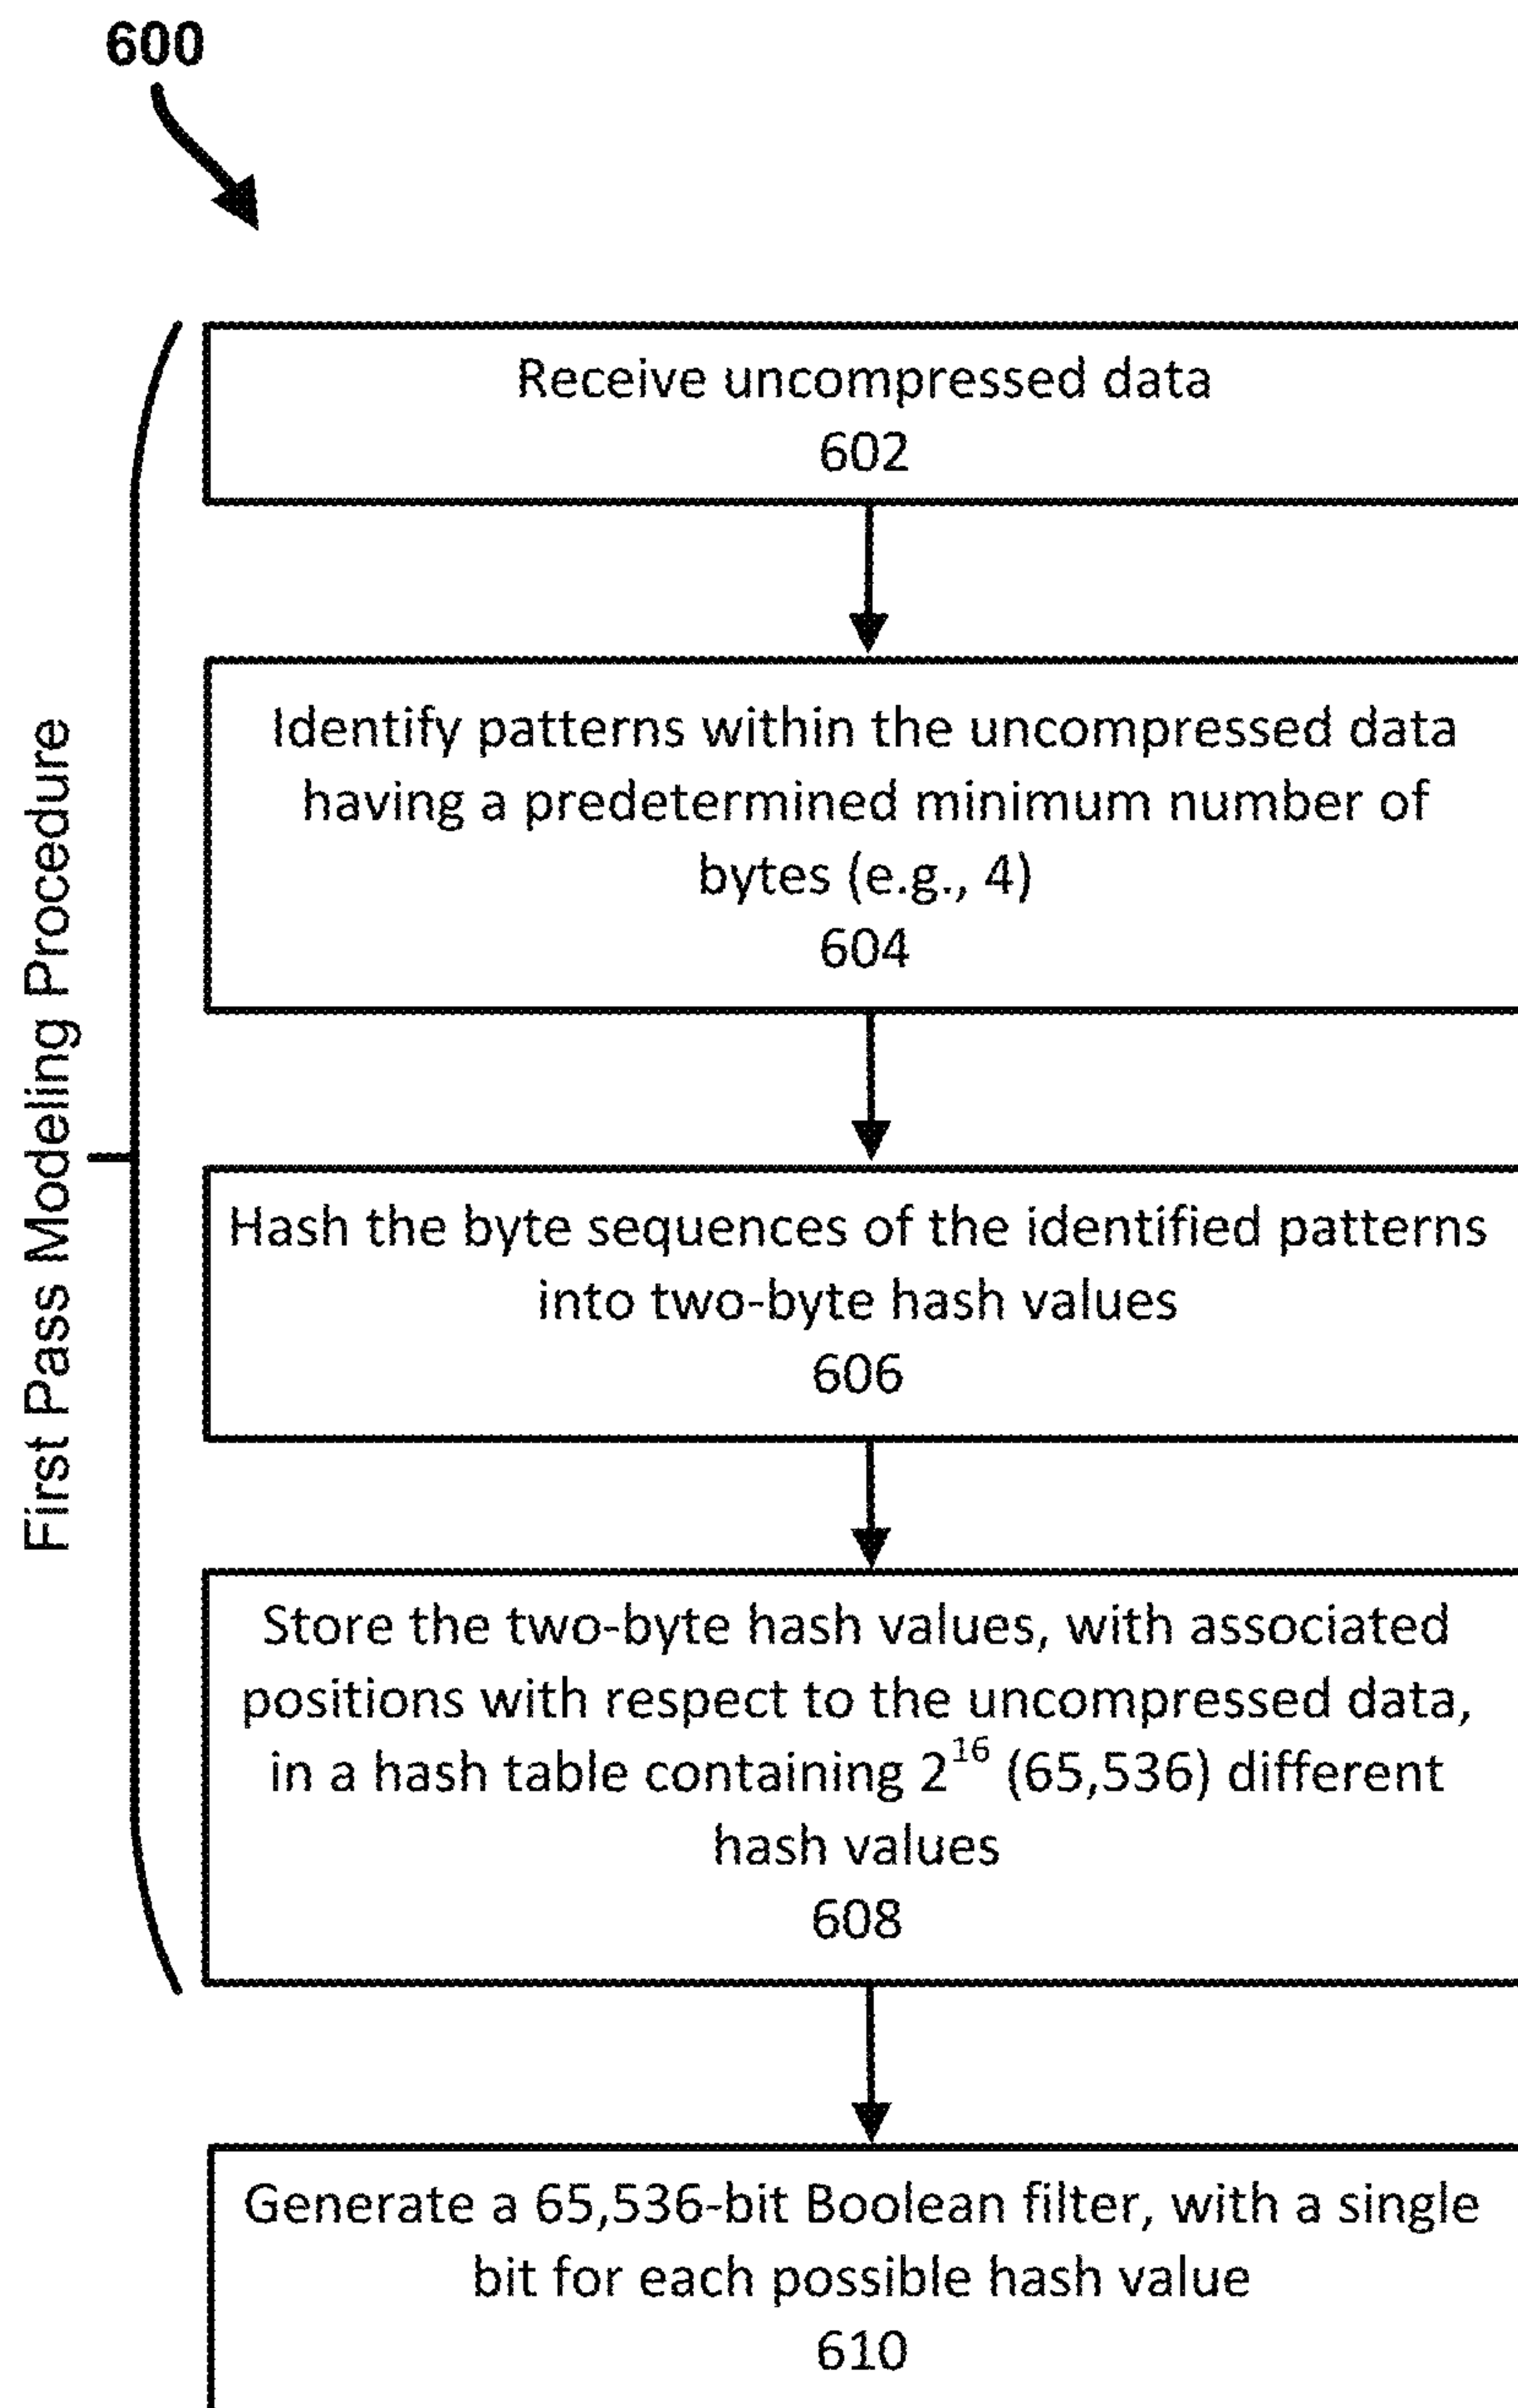 600
First Pass Modeling Procedure
Receive uncompressed data
602
Identify patterns within the uncompressed data
having a predetermined minimum number of
bytes (e.g., 4)
604
Hash the byte sequences of the identified patterns
into two-byte hash values
606
Store the two-byte hash values, with associated
positions with respect to the uncompressed data,
in a hash table containing 2¹⁶ (65,536) different
hash values
608
Generate a 65,536-bit Boolean filter, with a single
bit for each possible hash value
610